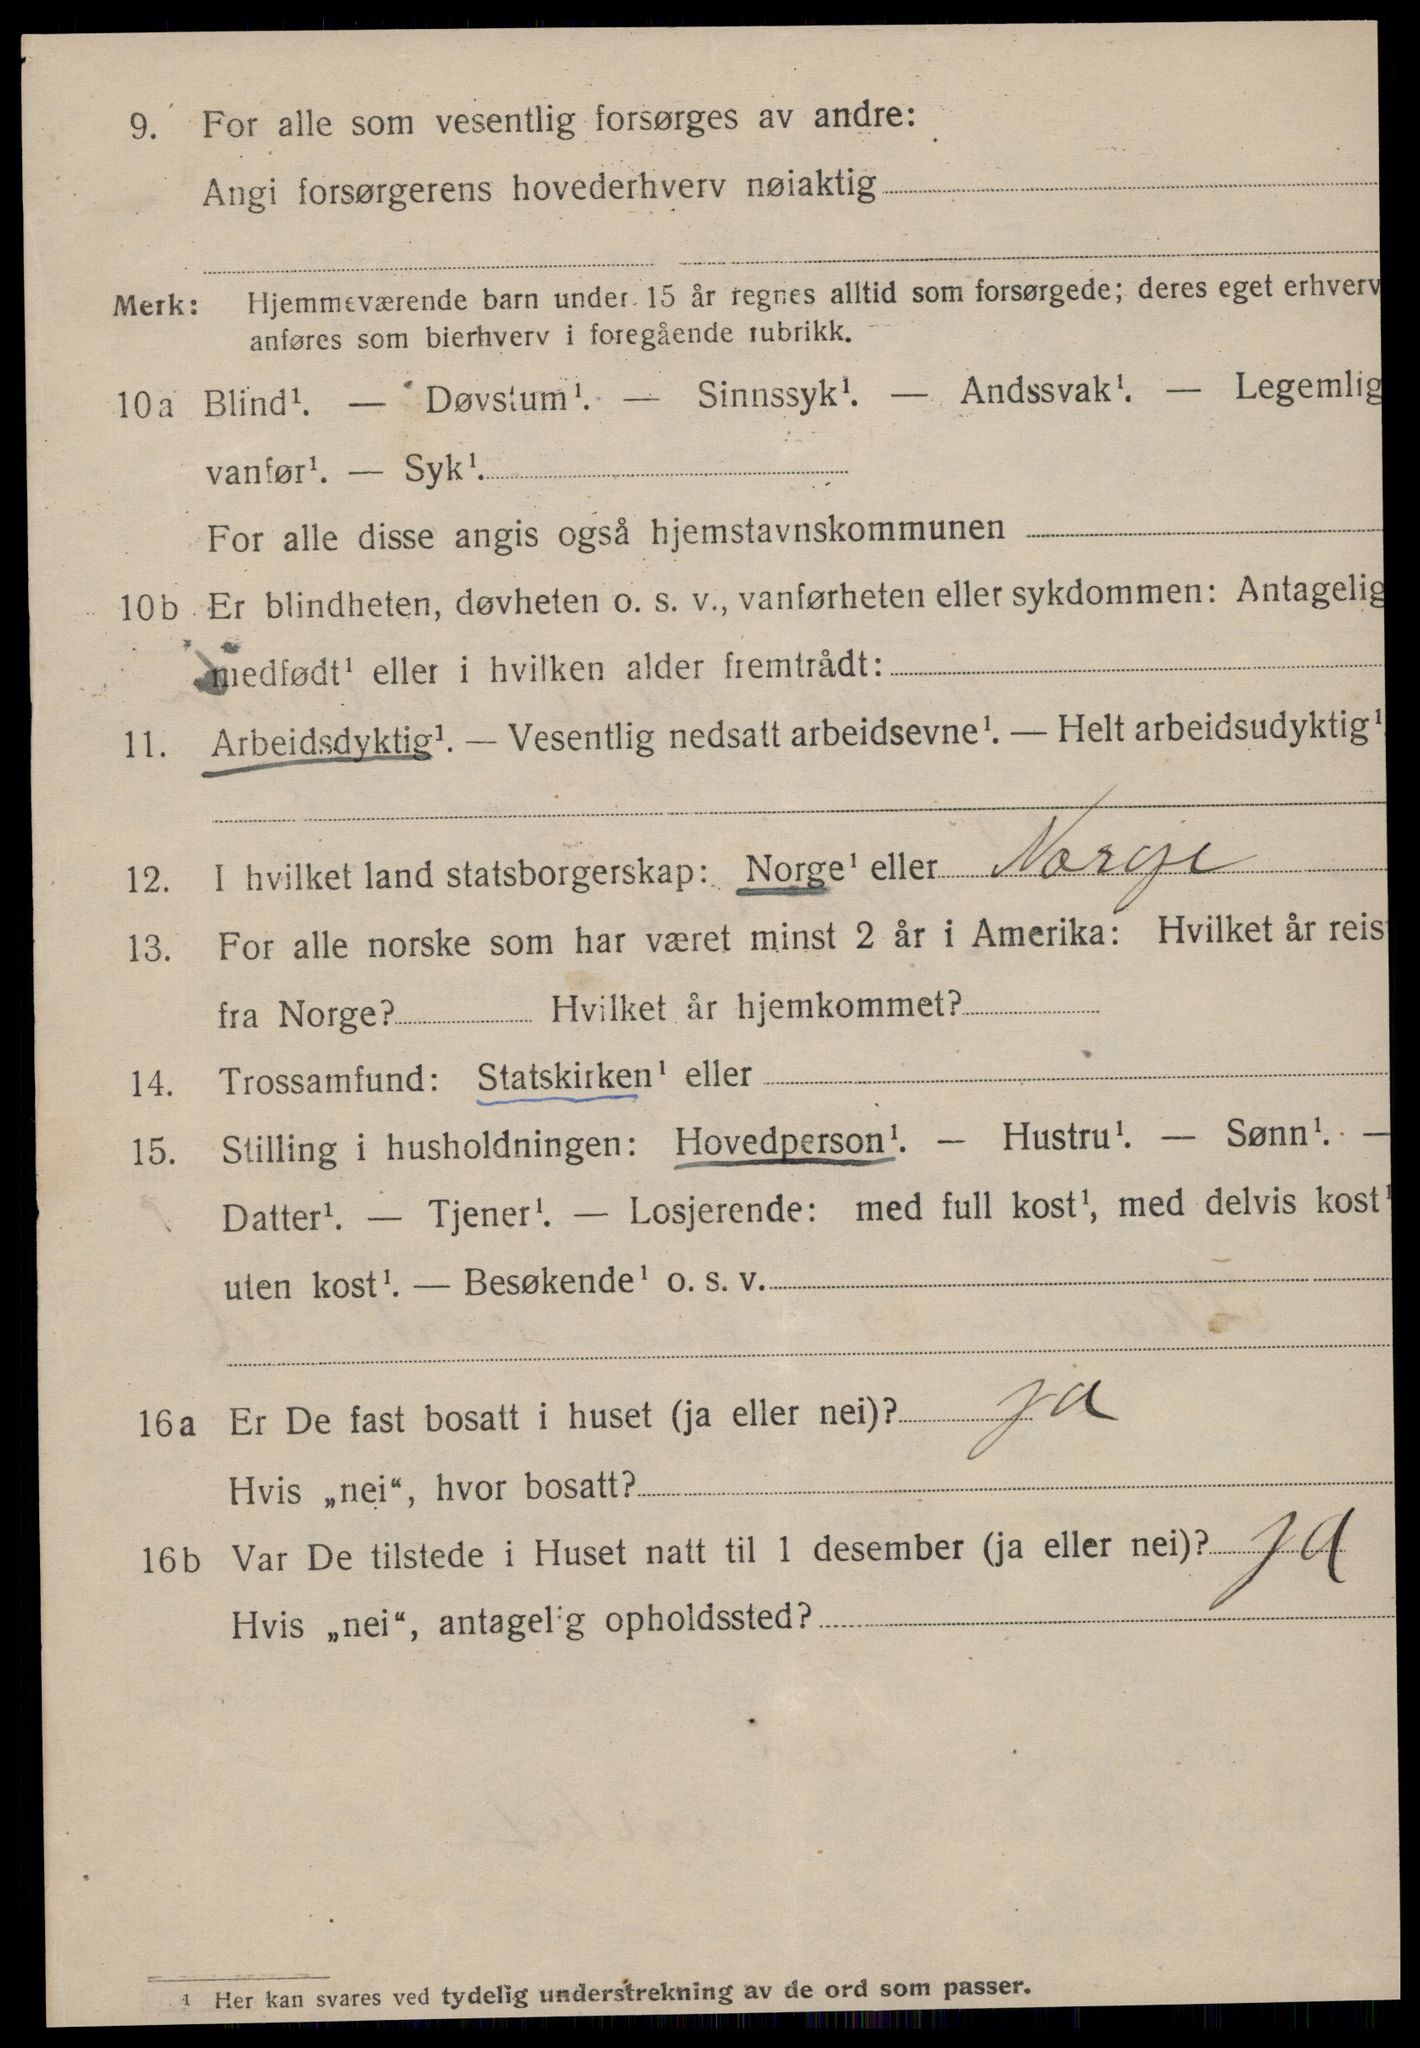 9. For alle som vesentlig forsørges av andre:
Angi forsørgerens hovederhverv nøiaktig
Merk: Hjemmeværende barn under 15 år regnes alltid som forsørgede; deres eget erhverv
anføres som bierhverv i foregående rubrikk.
10a Blind¹. — Døvstum¹. — Sinnssyk¹. — Andssvak¹. — Legemlig
vanfør¹. — Syk¹.
For alle disse angis også hjemstavnskommunen
10b Er blindheten, døvheten o. s. v., vanførheten eller sykdommen: Antagelig
medfødt¹ eller i hvilken alder fremtrådt:
11. Arbeidsdyktig¹. — Vesentlig nedsatt arbeidsevne¹. — Helt arbeidsudyktig¹
12. I hvilket land statsborgerskap: Norge¹ eller Norge
13. For alle norske som har været minst 2 år i Amerika: Hvilket år reis
fra Norge? Hvilket år hjemkommet?
14. Trossamfund: Statskirken¹ eller
15. Stilling i husholdningen: Hovedperson¹. — Hustru¹. — Sønn¹. —
Datter¹. — Tjener¹. — Losjerende: med full kost¹, med delvis kost¹
uten kost¹. — Besøkende¹ o. s. v.
16a Er De fast bosatt i huset (ja eller nei)? ja
Hvis „nei“, hvor bosatt?
16b Var De tilstede i Huset natt til 1 desember (ja eller nei)? ja
Hvis „nei“, antagelig opholdssted?
¹ Her kan svares ved tydelig understrekning av de ord som passer.